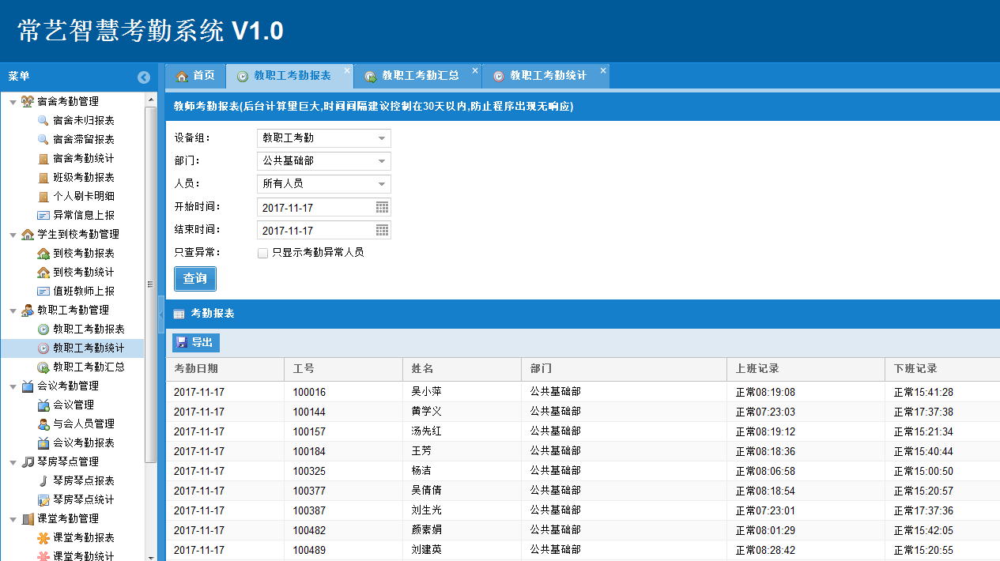 常艺智慧考勤系统 V1.0
菜单
首页 教职工考勤报表 教职工考勤汇总 教职工考勤统计
宿舍考勤管理
宿舍未归报表
宿舍滞留报表
宿舍考勤统计
班级考勤报表
个人刷卡明细
异常信息上报
学生到校考勤管理
到校考勤报表
到校考勤统计
值班教师上报
教职工考勤管理
教职工考勤报表
教职工考勤统计
教职工考勤汇总
会议考勤管理
会议管理
与会人员管理
会议考勤报表
琴房琴点管理
琴房琴点报表
琴房琴点统计
课堂考勤管理
课堂考勤报表
课堂考勤统计
教师考勤报表(后台计算量巨大,时间间隔建议控制在30天以内,防止程序出现无响应)
设备组： 教职工考勤
部门： 公共基础部
人员： 所有人员
开始时间： 2017-11-17
结束时间： 2017-11-17
只查异常： 只显示考勤异常人员
查询
考勤报表
导出
考勤日期 工号 姓名 部门 上班记录 下班记录
2017-11-17 100016 吴小萍 公共基础部 正常08:19:08 正常15:41:28
2017-11-17 100144 黄学义 公共基础部 正常07:23:03 正常17:37:38
2017-11-17 100157 汤先红 公共基础部 正常08:19:12 正常15:21:34
2017-11-17 100184 王芳 公共基础部 正常08:18:36 正常15:40:44
2017-11-17 100325 杨洁 公共基础部 正常08:06:58 正常15:00:50
2017-11-17 100377 吴倩倩 公共基础部 正常08:18:54 正常15:20:57
2017-11-17 100387 刘生光 公共基础部 正常07:23:01 正常17:37:36
2017-11-17 100482 颜素娟 公共基础部 正常08:01:29 正常15:42:05
2017-11-17 100489 刘建英 公共基础部 正常08:28:42 正常15:20:55